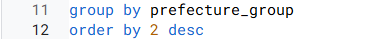 11 group by prefecture_group
12 order by 2 desc